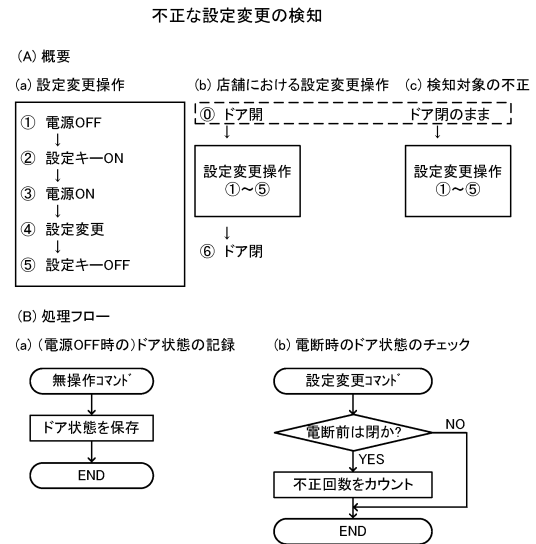 不正な設定変更の検知
(A) 概要
(a) 設定変更操作
(b) 店舗における設定変更操作
(c) 検知対象の不正
① 電源OFF
↓
② 設定キーON
↓
③ 電源ON
↓
④ 設定変更
↓
⑤ 設定キーOFF
⓪ ドア開
↓
設定変更操作
①～⑤
↓
⑥ ドア閉
ドア閉のまま
↓
設定変更操作
①～⑤
(B) 処理フロー
(a) (電源OFF時の)ドア状態の記録
無操作コマンド
ドア状態を保存
END
(b) 電断時のドア状態のチェック
設定変更コマンド
電断前は閉か?
NO
YES
不正回数をカウント
END